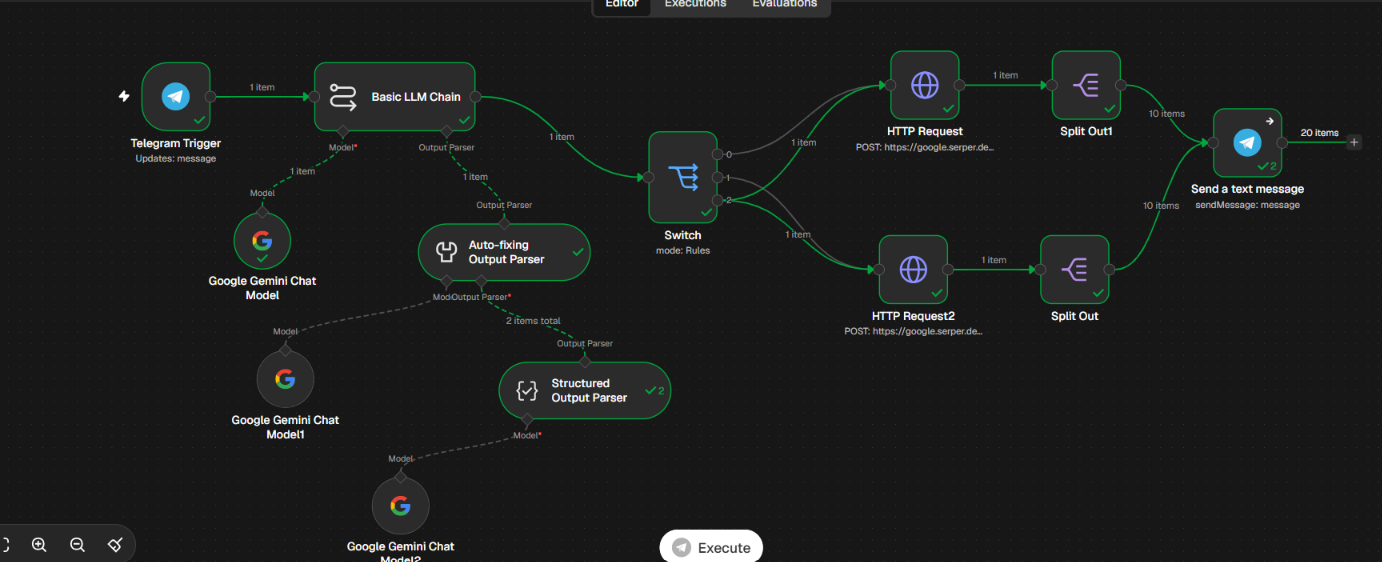 Editor
Executions
Evaluations
1 item
Basic LLM Chain
Telegram Trigger
Updates: message
Model*
Output Parser
1 item
1 item
Model
Output Parser
Google Gemini Chat
Model
Auto-fixing
Output Parser
Output Parser*
2 items total
Model
Output Parser
Google Gemini Chat
Model1
Structured
Output Parser
2
Model*
Model
Google Gemini Chat
Model2
1 item
0
1
2
Switch
mode: Rules
1 item
1 item
HTTP Request
POST: https://google.serper.de...
1 item
Split Out1
10 items
HTTP Request2
POST: https://google.serper.de...
1 item
Split Out
10 items
2
20 items
Send a text message
sendMessage: message
Execute